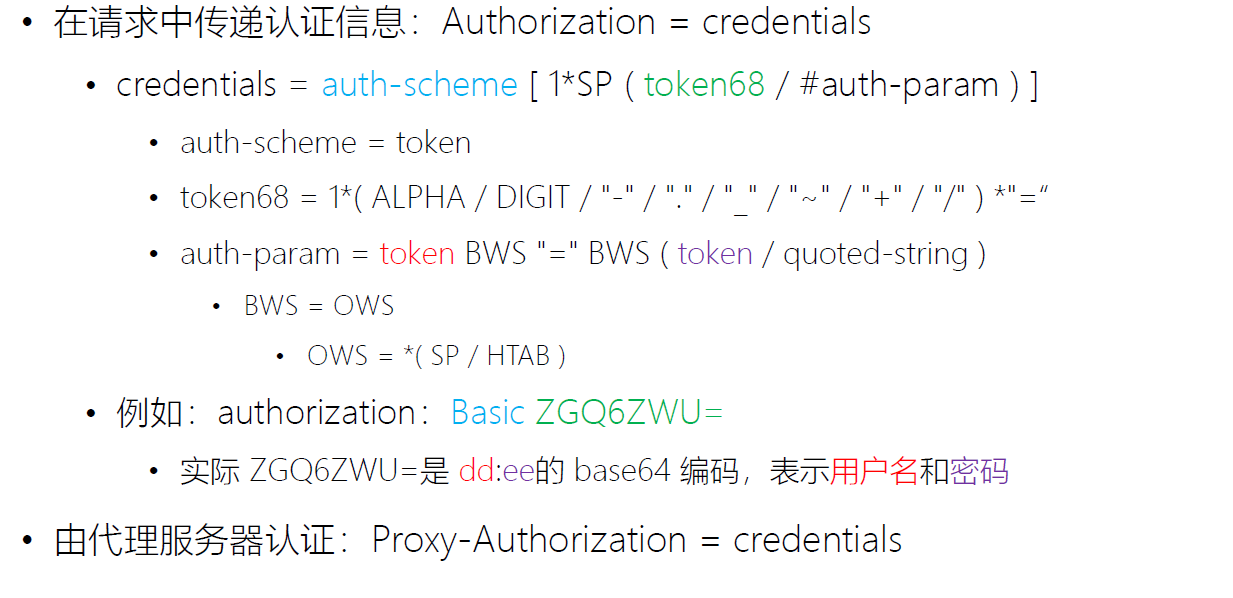 • 在请求中传递认证信息：Authorization = credentials
• credentials = auth-scheme [ 1*SP ( token68 / #auth-param ) ]
• auth-scheme = token
• token68 = 1*( ALPHA / DIGIT / "-" / "." / "_" / "~" / "+" / "/" ) *"=“
• auth-param = token BWS "=" BWS ( token / quoted-string )
• BWS = OWS
• OWS = *( SP / HTAB )
• 例如：authorization：Basic ZGQ6ZWU=
• 实际 ZGQ6ZWU=是 dd:ee的 base64 编码，表示用户名和密码
• 由代理服务器认证：Proxy-Authorization = credentials